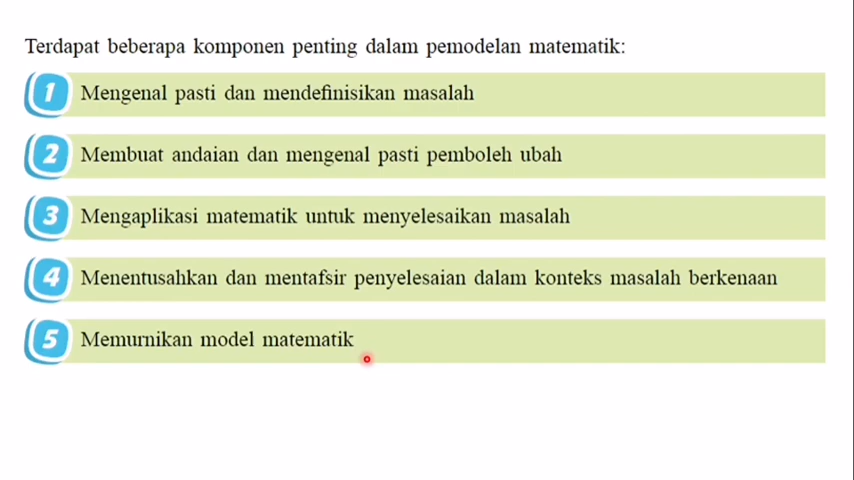 Terdapat beberapa komponen penting dalam pemodelan matematik:
1 Mengenal pasti dan mendefinisikan masalah
2 Membuat andaian dan mengenal pasti pemboleh ubah
3 Mengaplikasi matematik untuk menyelesaikan masalah
4 Menentusahkan dan mentafsir penyelesaian dalam konteks masalah berkenaan
5 Memurnikan model matematik